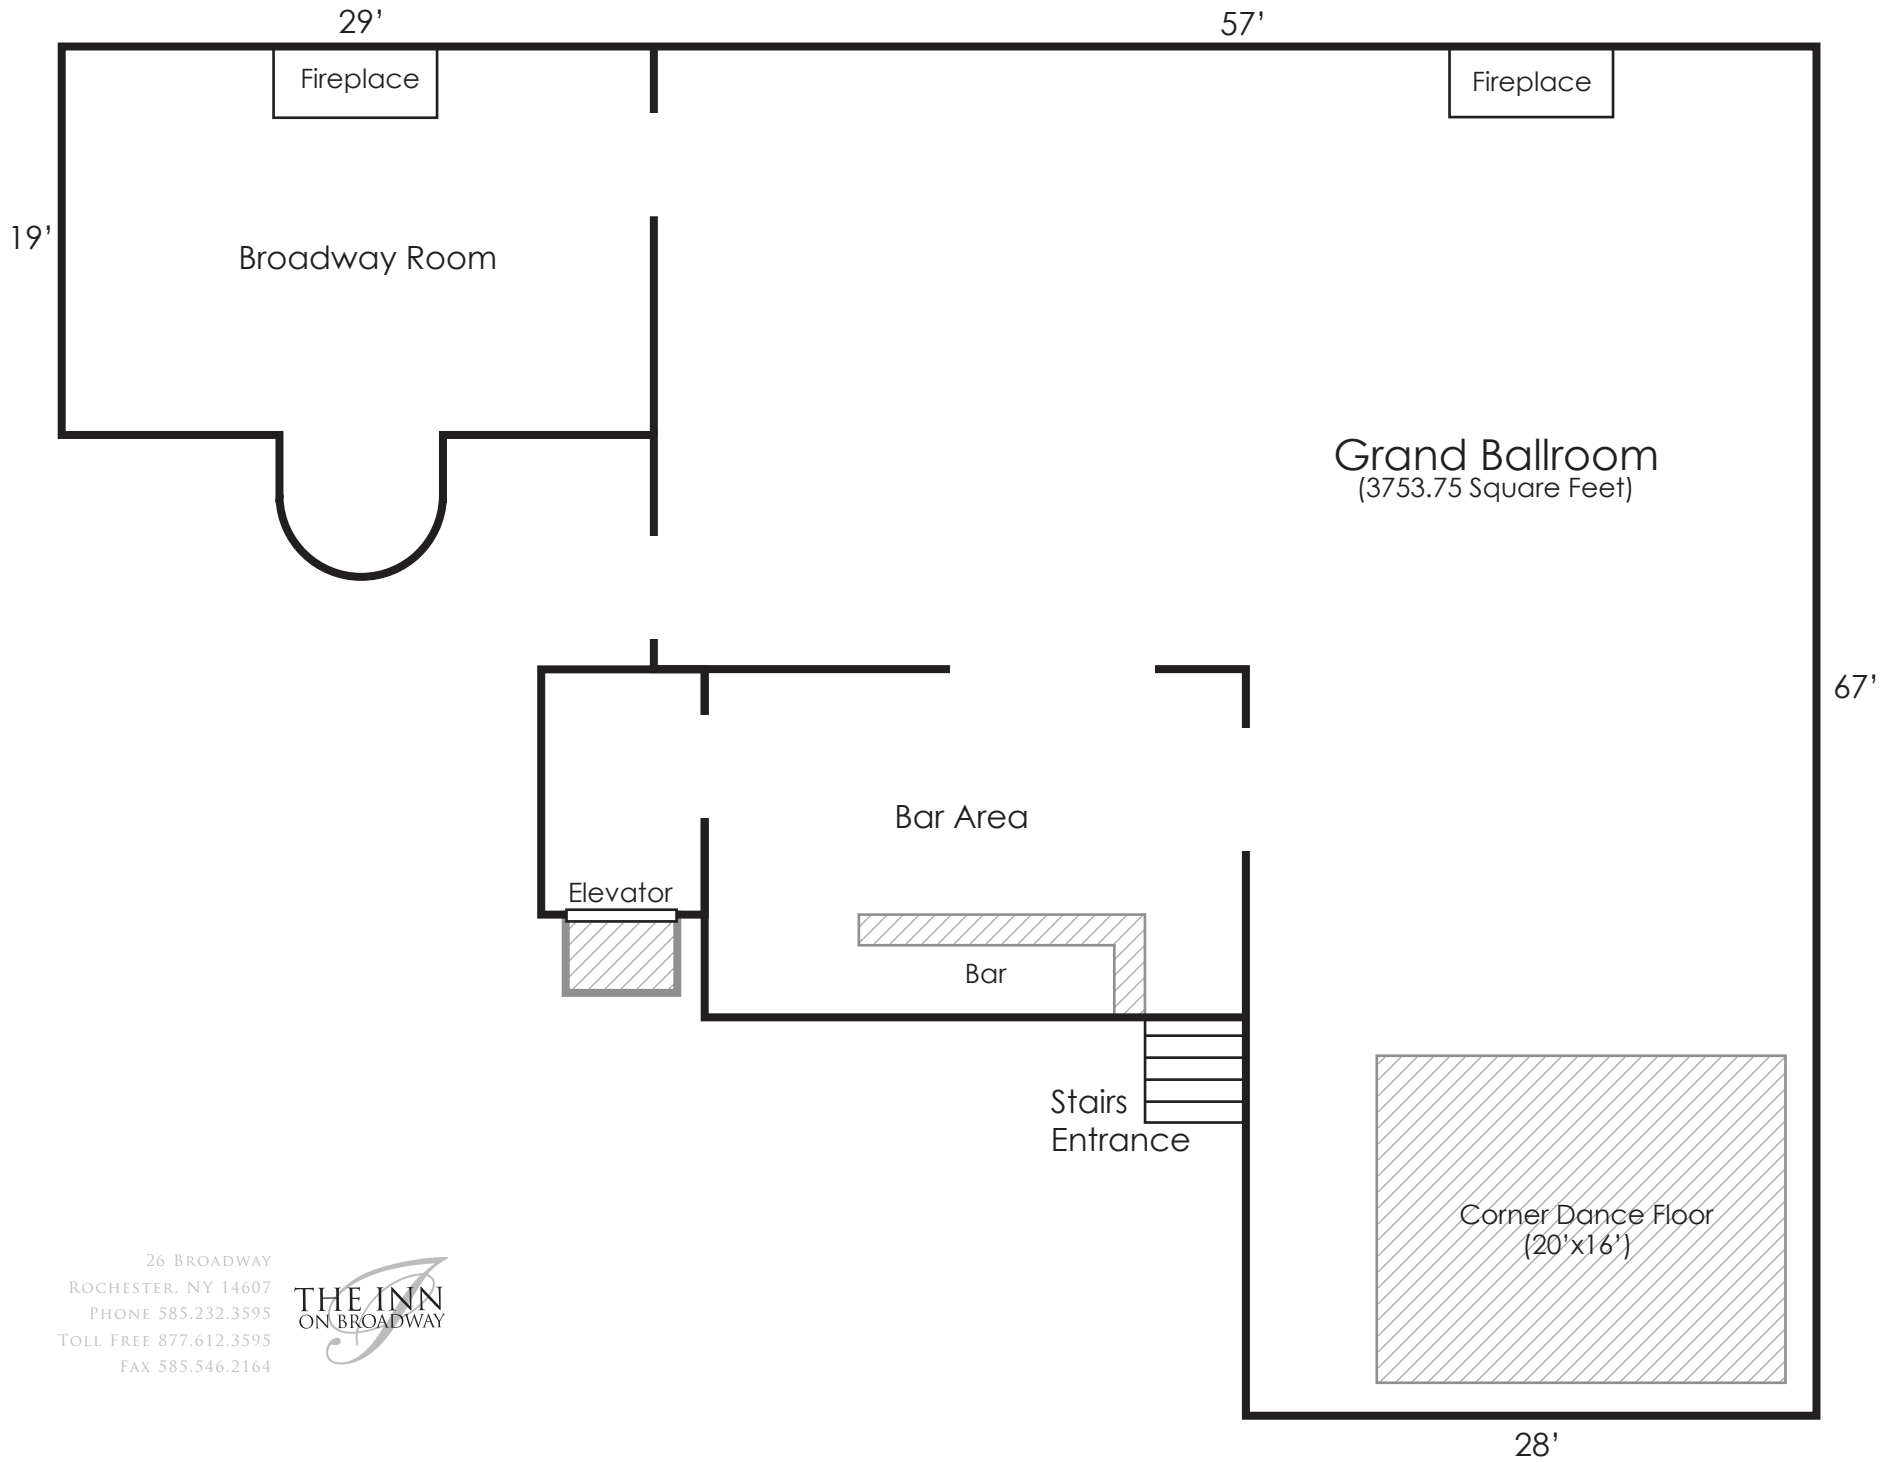 29’
57’
Fireplace
Fireplace
19’
Broadway Room
Grand Ballroom
(3753.75 Square Feet)
67’
Bar Area
Elevator
Bar
Stairs
Entrance
Corner Dance Floor
(20’x16’)
28’
26 Broadway
Rochester, NY 14607
Phone 585.232.3595
Toll Free 877.612.3595
Fax 585.546.2164
THE INN
ON BROADWAY